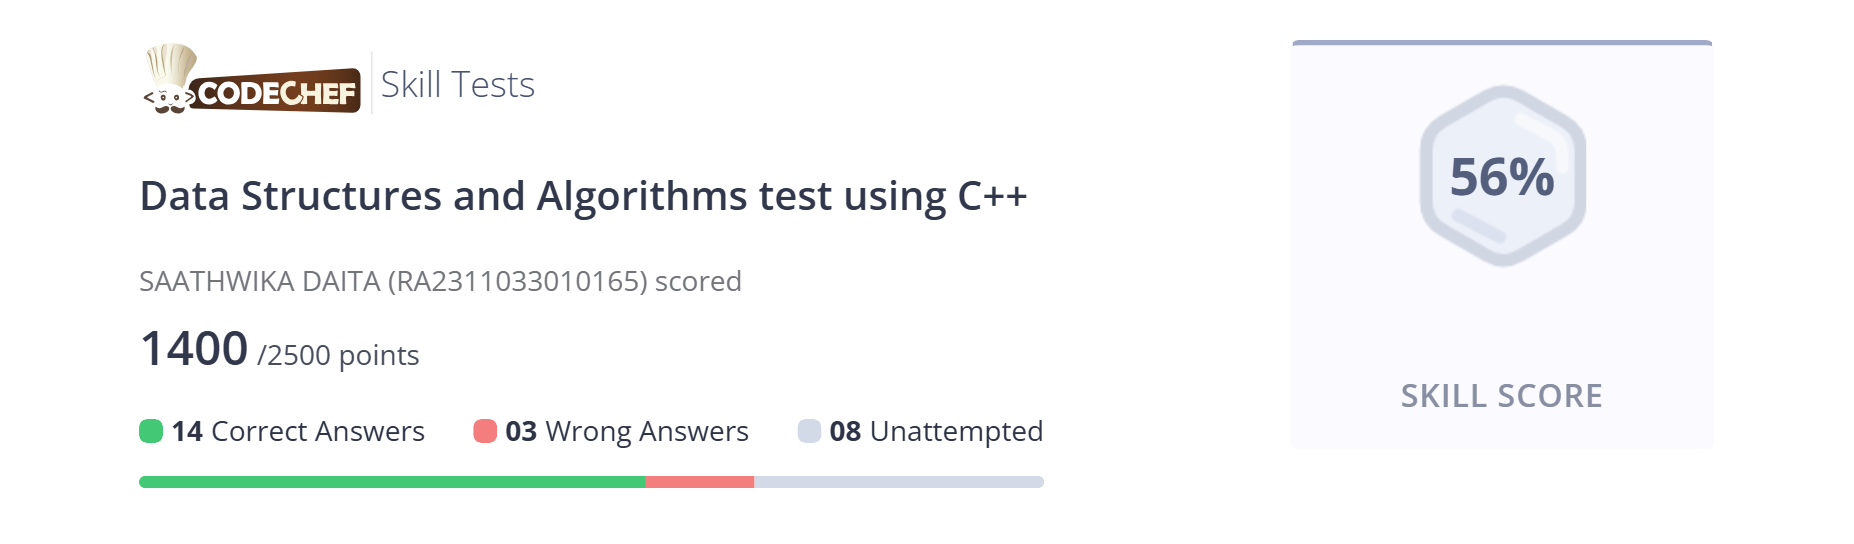 CODECHEF Skill Tests
Data Structures and Algorithms test using C++
SAATHWIKA DAITA (RA2311033010165) scored
1400 /2500 points
14 Correct Answers 03 Wrong Answers 08 Unattempted
56%
SKILL SCORE